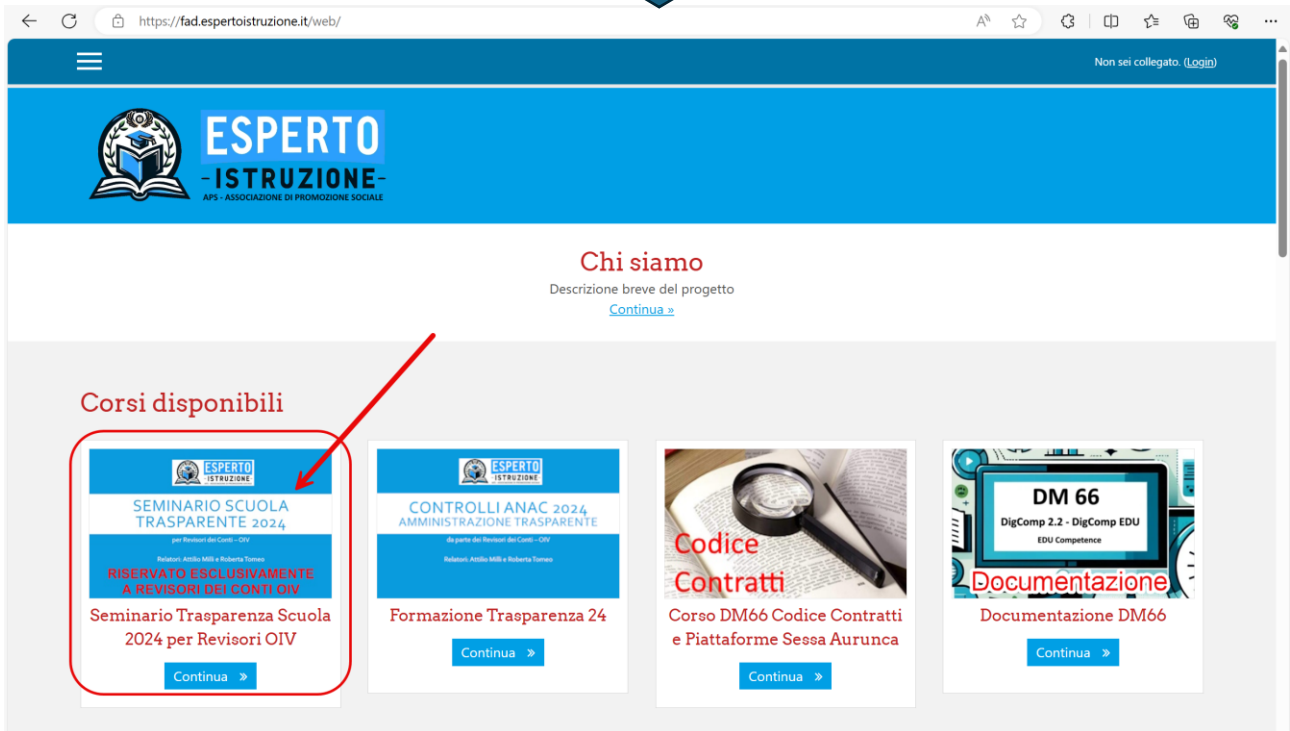 https://fad.espertoistruzione.it/web/
Non sei collegato. (Login)
ESPERTO
-ISTRUZIONE-
APS - ASSOCIAZIONE DI PROMOZIONE SOCIALE
Chi siamo
Descrizione breve del progetto
Continua »
Corsi disponibili
ESPERTO
-ISTRUZIONE-
SEMINARIO SCUOLA
TRASPARENTE 2024
per Revisori dei Conti – OIV
Relatori: Attilio Milli e Roberta Tomeo
RISERVATO ESCLUSIVAMENTE
A REVISORI DEI CONTI OIV
Seminario Trasparenza Scuola
2024 per Revisori OIV
Continua »
ESPERTO
-ISTRUZIONE-
CONTROLLI ANAC 2024
AMMINISTRAZIONE TRASPARENTE
da parte dei Revisori dei Conti – OIV
Relatori: Attilio Milli e Roberta Tomeo
Formazione Trasparenza 24
Continua »
Codice
Contratti
Corso DM66 Codice Contratti
e Piattaforme Sessa Aurunca
Continua »
DM 66
DigComp 2.2 - DigComp EDU
EDU Competence
Documentazione
Documentazione DM66
Continua »